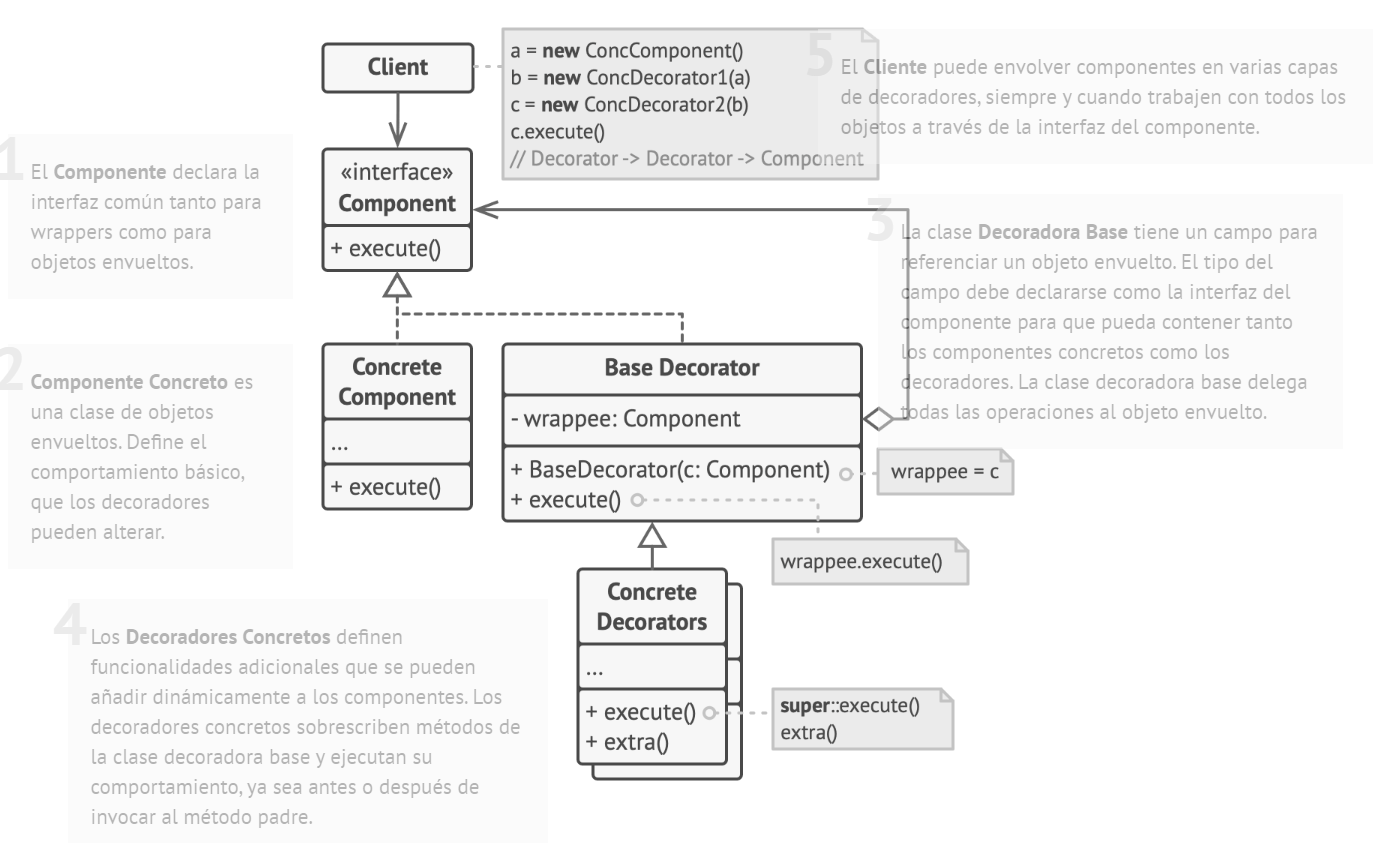 Client
a = new ConcComponent()
b = new ConcDecorator1(a)
c = new ConcDecorator2(b)
c.execute()
// Decorator -> Decorator -> Component
5
El Cliente puede envolver componentes en varias capas
de decoradores, siempre y cuando trabajen con todos los
objetos a través de la interfaz del componente.
1
El Componente declara la
interfaz común tanto para
wrappers como para
objetos envueltos.
«interface»
Component
+ execute()
3
La clase Decoradora Base tiene un campo para
referenciar un objeto envuelto. El tipo del
campo debe declararse como la interfaz del
componente para que pueda contener tanto
los componentes concretos como los
decoradores. La clase decoradora base delega
todas las operaciones al objeto envuelto.
2
Componente Concreto es
una clase de objetos
envueltos. Define el
comportamiento básico,
que los decoradores
pueden alterar.
Concrete
Component
...
+ execute()
Base Decorator
- wrappee: Component
+ BaseDecorator(c: Component)
+ execute()
wrappee = c
wrappee.execute()
4
Los Decoradores Concretos definen
funcionalidades adicionales que se pueden
añadir dinámicamente a los componentes. Los
decoradores concretos sobrescriben métodos de
la clase decoradora base y ejecutan su
comportamiento, ya sea antes o después de
invocar al método padre.
Concrete
Decorators
...
+ execute()
+ extra()
super::execute()
extra()